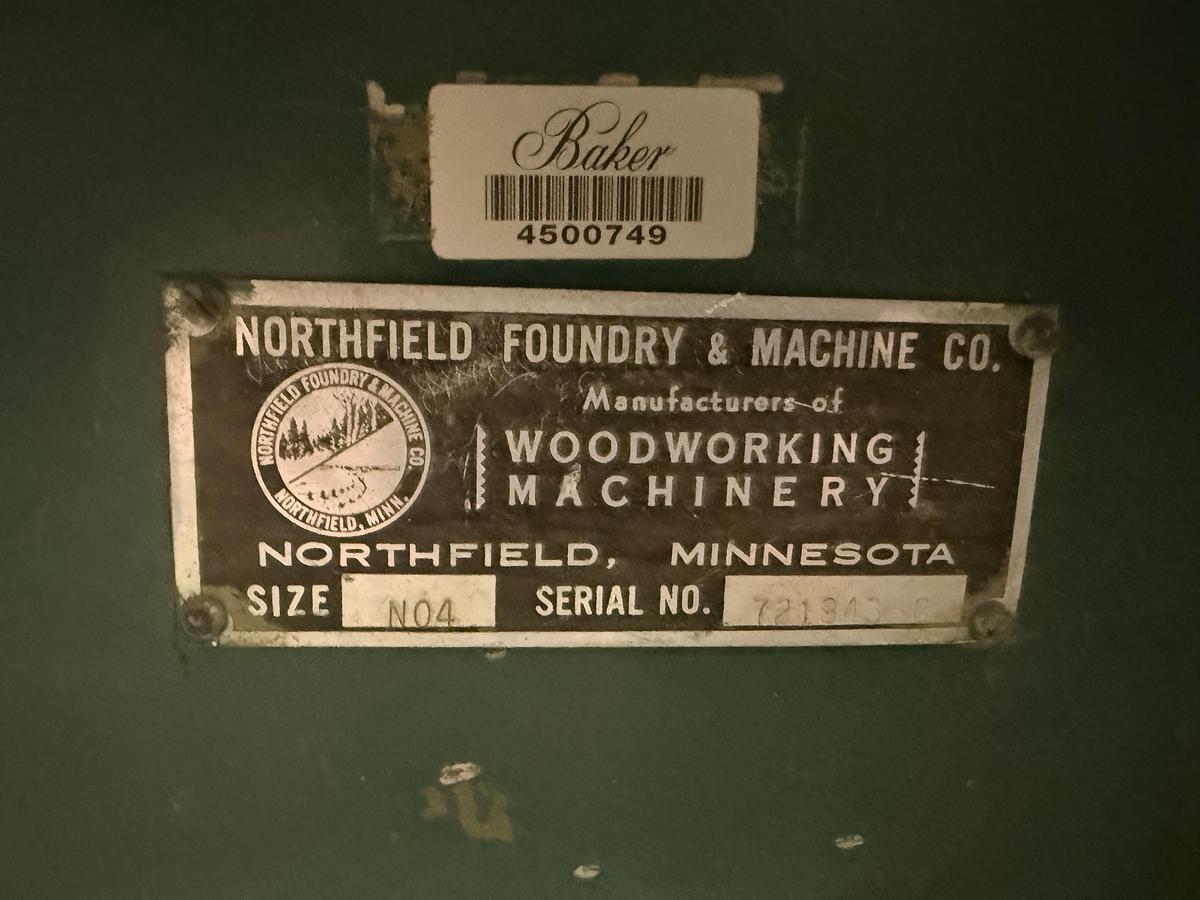 Baker
4500749
NORTHFIELD FOUNDRY & MACHINE CO.
Manufacturers of
WOODWORKING
MACHINERY
NORTHFIELD FOUNDRY & MACHINE CO
NORTHFIELD, MINN.
NORTHFIELD, MINNESOTA
SIZE NO4 SERIAL NO.